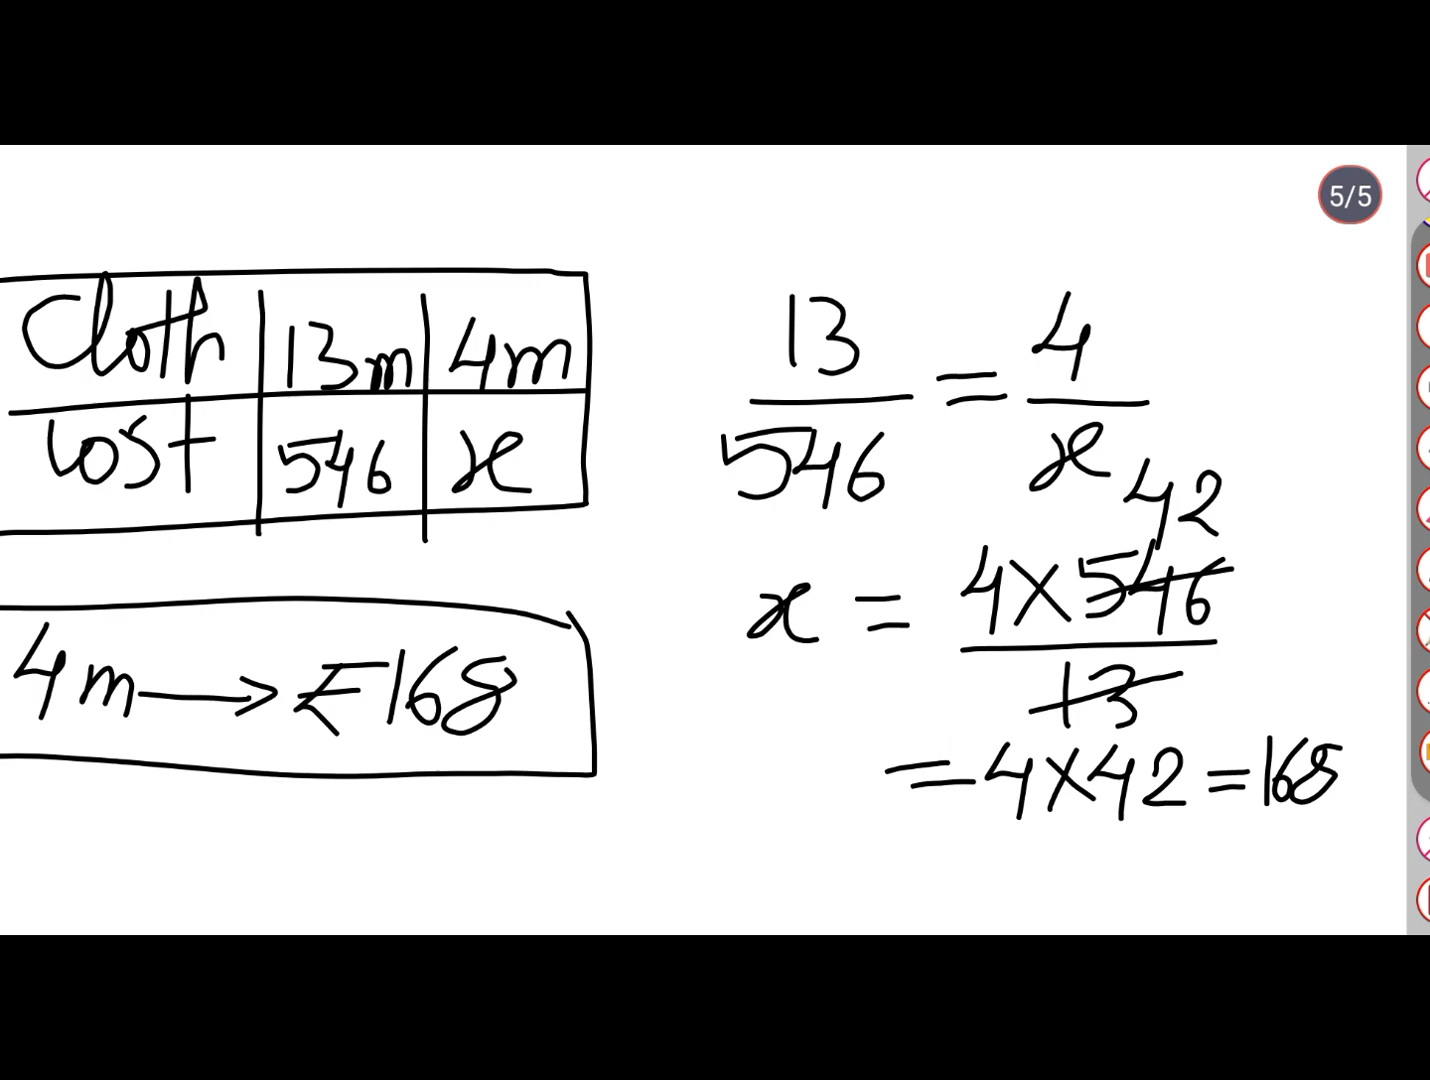 5/5
Cloth 13m 4m
Cost 546 x
4m → ₹168
13/546 = 4/x
42
x = 4×546/13
= 4×42 = 168